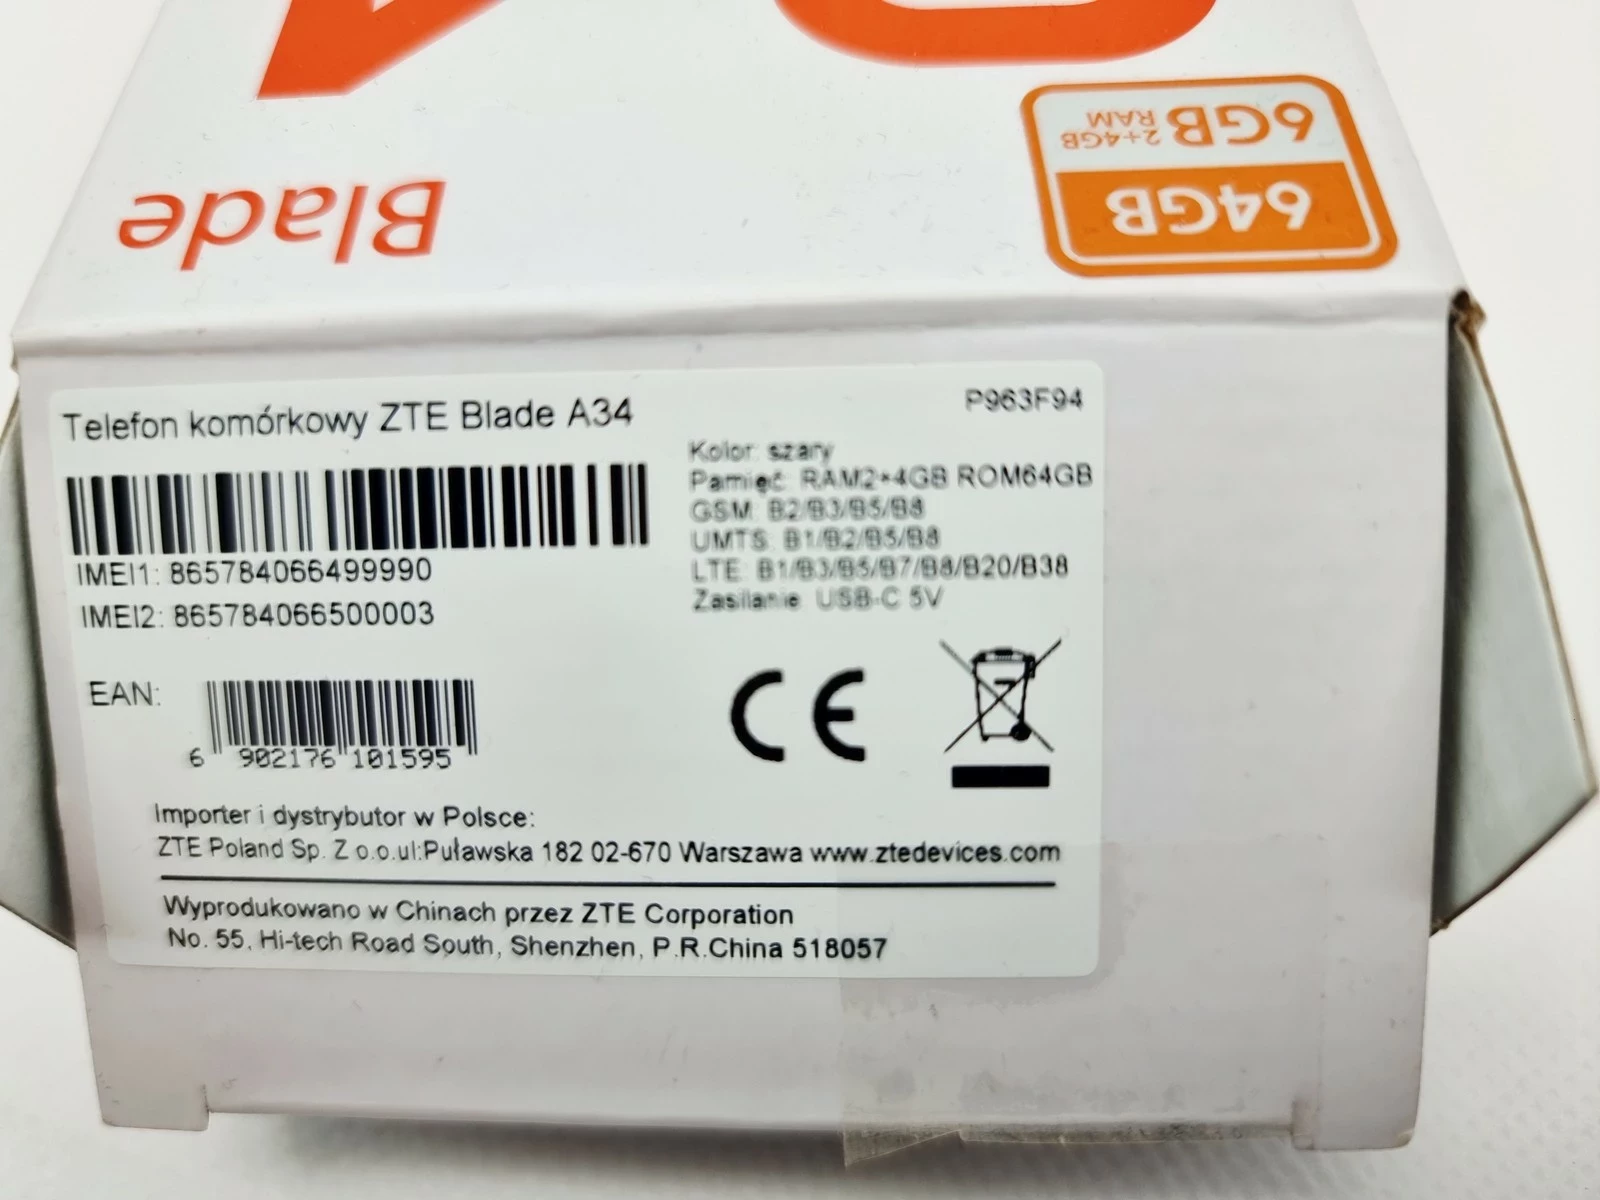 6GB
2+4GB
RAM
64GB
Blade
Telefon komórkowy ZTE Blade A34
P963F94
IMEI1: 865784066499990
IMEI2: 865784066500003
Kolor: szary
Pamięć: RAM2+4GB ROM64GB
GSM: B2/B3/B5/B8
UMTS: B1/B2/B5/B8
LTE: B1/B3/B5/B7/B8/B20/B38
Zasilanie: USB-C 5V
EAN:
6 902176 101595
CE
Importer i dystrybutor w Polsce:
ZTE Poland Sp. Z o.o.ul:Puławska 182 02-670 Warszawa www.ztedevices.com
Wyprodukowano w Chinach przez ZTE Corporation
No. 55, Hi-tech Road South, Shenzhen, P.R.China 518057